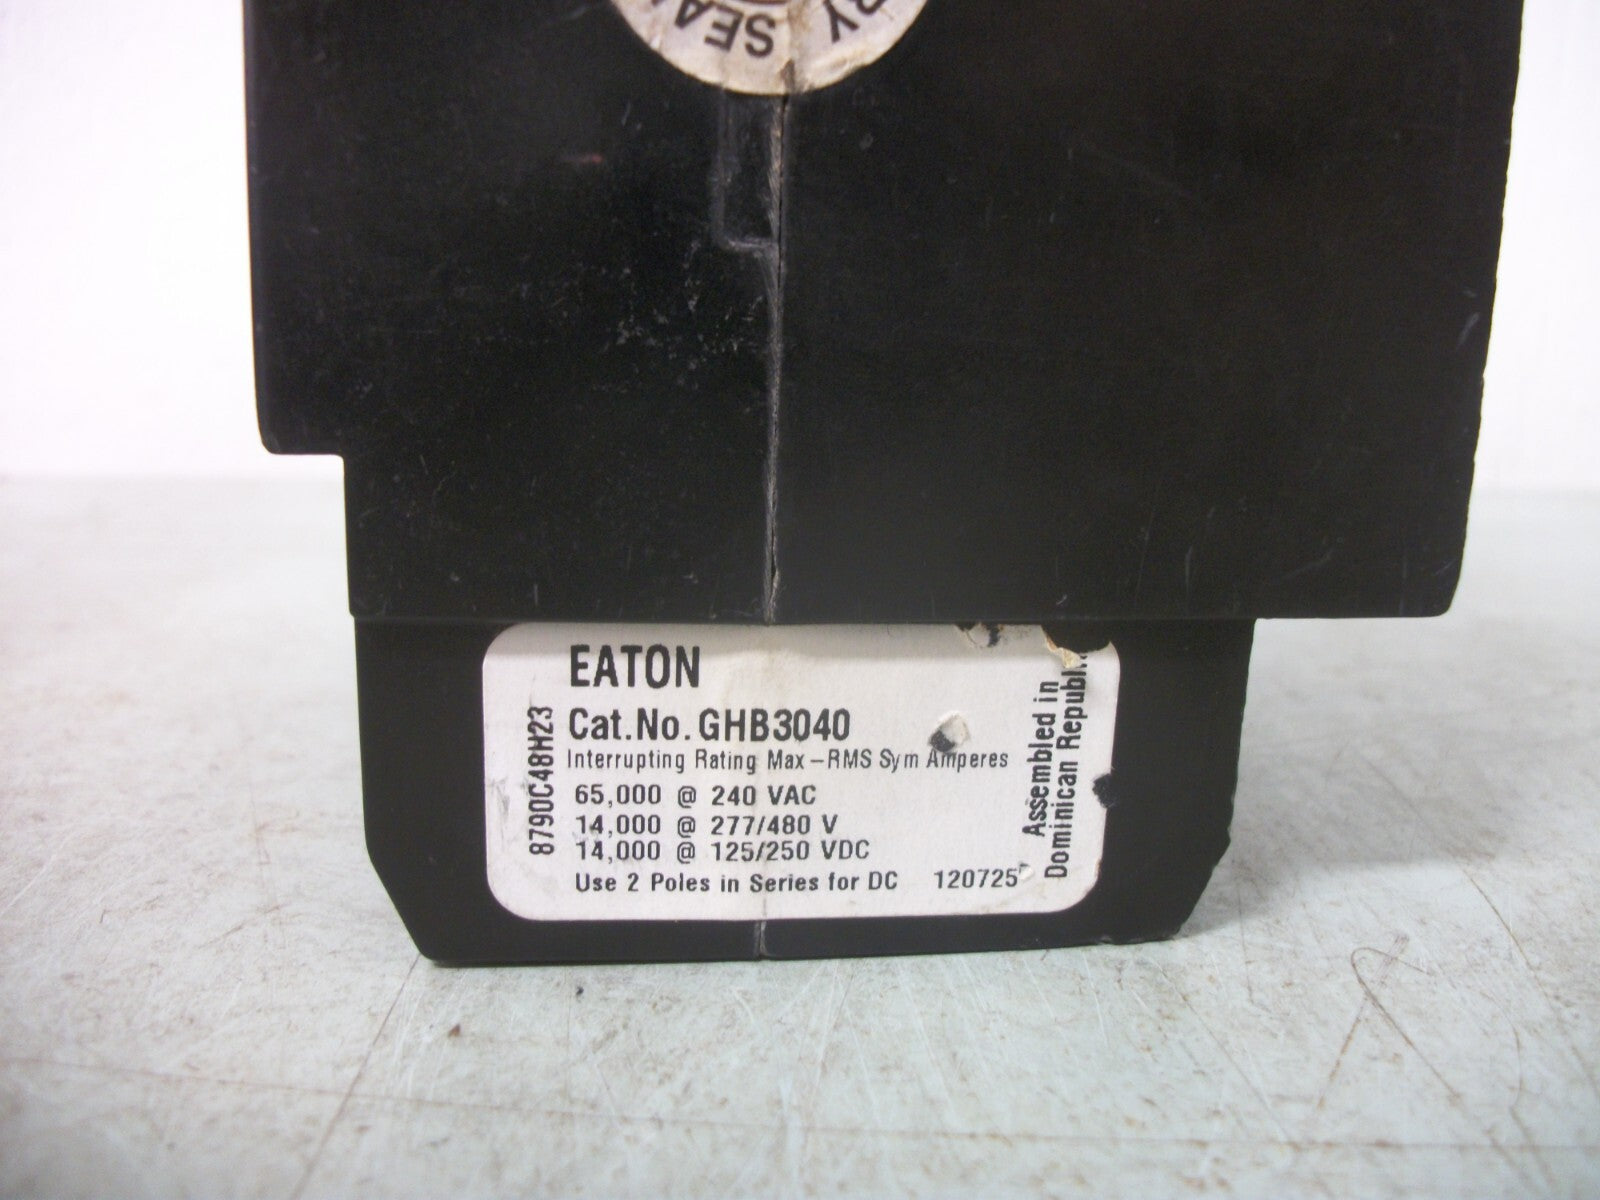 EATON
Cat.No. GHB3040
Interrupting Rating Max-RMS Sym Amperes
65,000 @ 240 VAC
14,000 @ 277/480 V
14,000 @ 125/250 VDC
Use 2 Poles in Series for DC 120725
8790C48H23
Assembled in
Dominican Republic